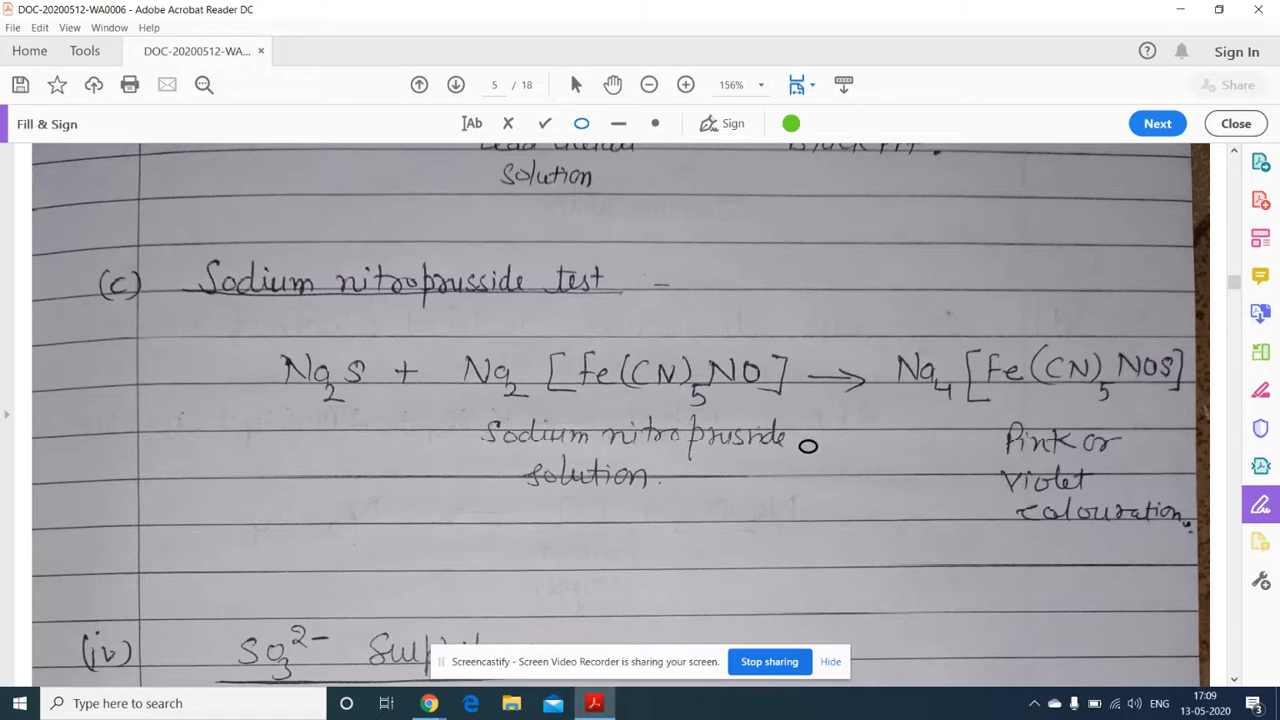 DOC-20200512-WA0006 - Adobe Acrobat Reader DC
File Edit View Window Help
Home Tools DOC-20200512-WA... × Sign In
5 / 18 156% Share
Fill & Sign Ab Sign Next Close
solution
(c) Sodium nitroprusside test -
Na2S + Na2 [Fe(CN)5NO] → Na4 [Fe(CN)5NOS]
Sodium nitroprusside Pink or
solution. Violet
colouration.
(iv) SO3 2-
Screencastify - Screen Video Recorder is sharing your screen. Stop sharing Hide
Type here to search ENG 17:09
13-05-2020 3